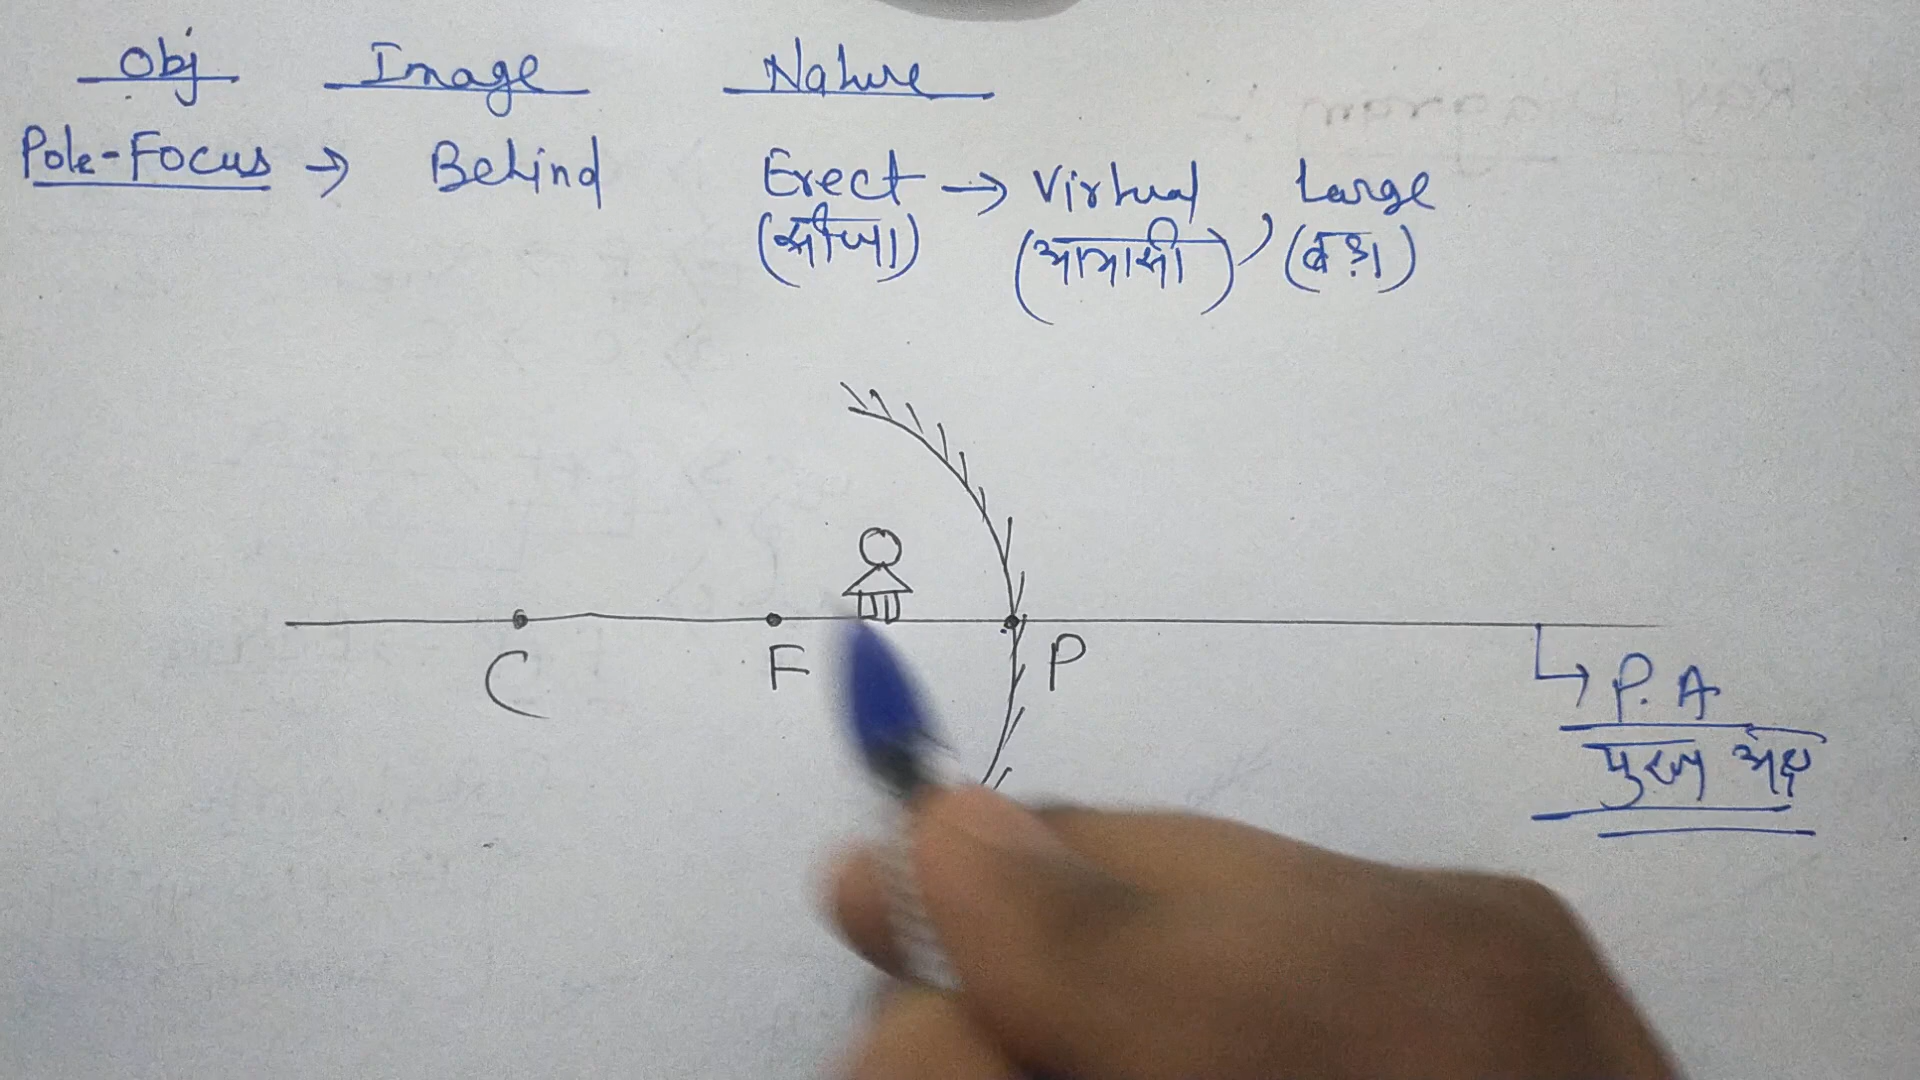 Obj Image Nature
Pole-Focus → Behind Erect → Virtual, Large
(सीधा) (आभासी) (बड़ा)
C F P
P.A
मुख्य अक्ष